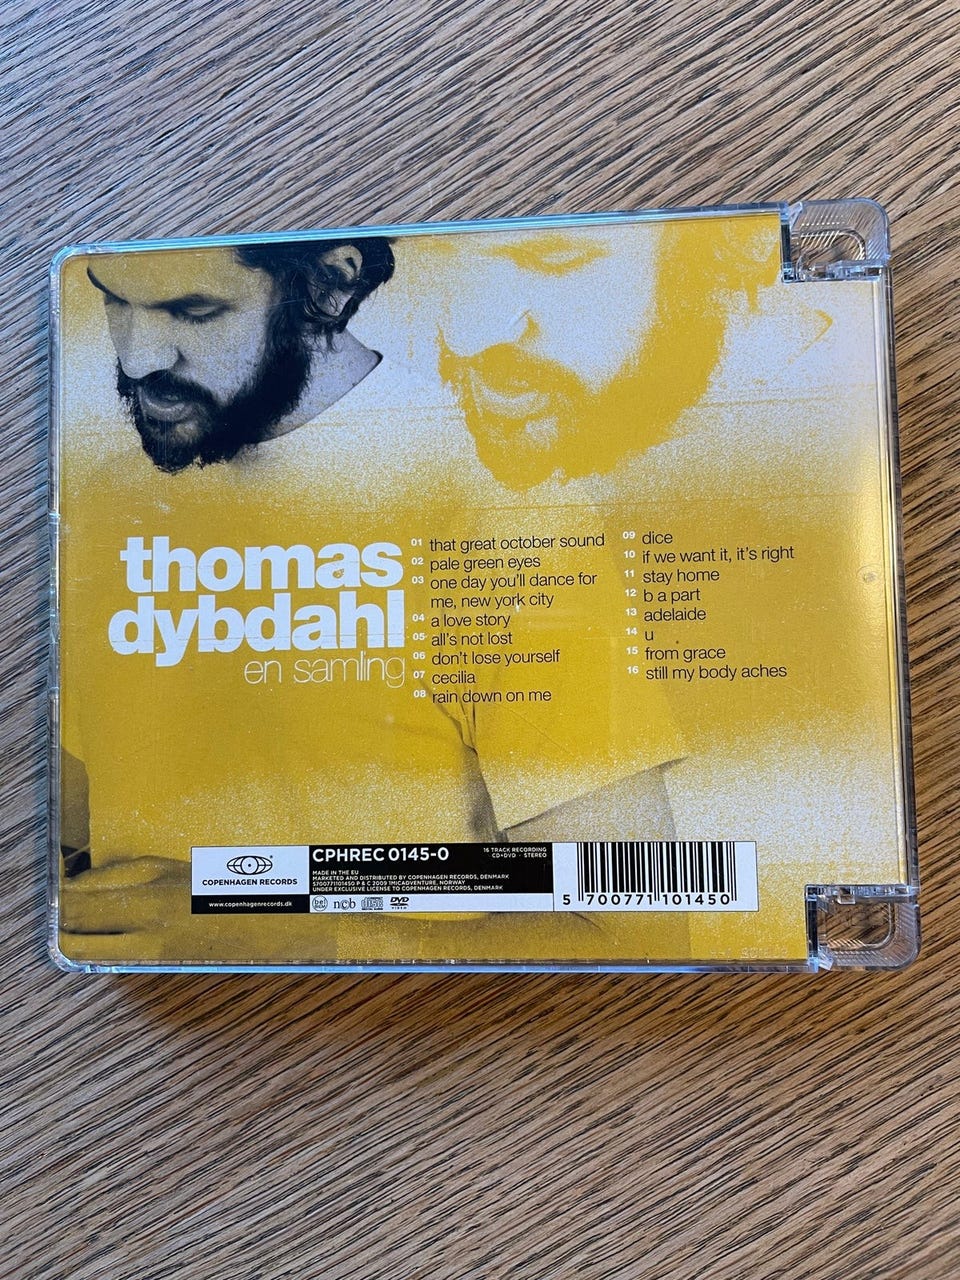 thomas
dybdahl
en samling
01 that great october sound
02 pale green eyes
03 one day you'll dance for
me, new york city
04 a love story
05 all's not lost
06 don't lose yourself
07 cecilia
08 rain down on me
09 dice
10 if we want it, it's right
11 stay home
12 b a part
13 adelaide
14 u
15 from grace
16 still my body aches
COPENHAGEN RECORDS
www.copenhagenrecords.dk
CPHREC 0145-0
16 TRACK RECORDING
CD+DVD · STEREO
MADE IN THE EU
MARKETED AND DISTRIBUTED BY COPENHAGEN RECORDS, DENMARK
5700771101450 P & C 2009 1MICADVENTURE, NORWAY
UNDER EXCLUSIVE LICENSE TO COPENHAGEN RECORDS, DENMARK
ncb
DVD
VIDEO
5 700771 101450